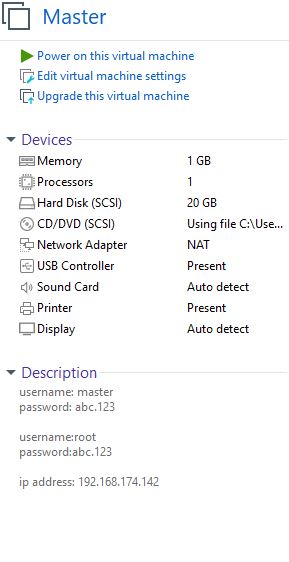 Master
Power on this virtual machine
Edit virtual machine settings
Upgrade this virtual machine
Devices
Memory 1 GB
Processors 1
Hard Disk (SCSI) 20 GB
CD/DVD (SCSI) Using file C:\Use...
Network Adapter NAT
USB Controller Present
Sound Card Auto detect
Printer Present
Display Auto detect
Description
username: master
password: abc.123
username:root
password:abc.123
ip address: 192.168.174.142